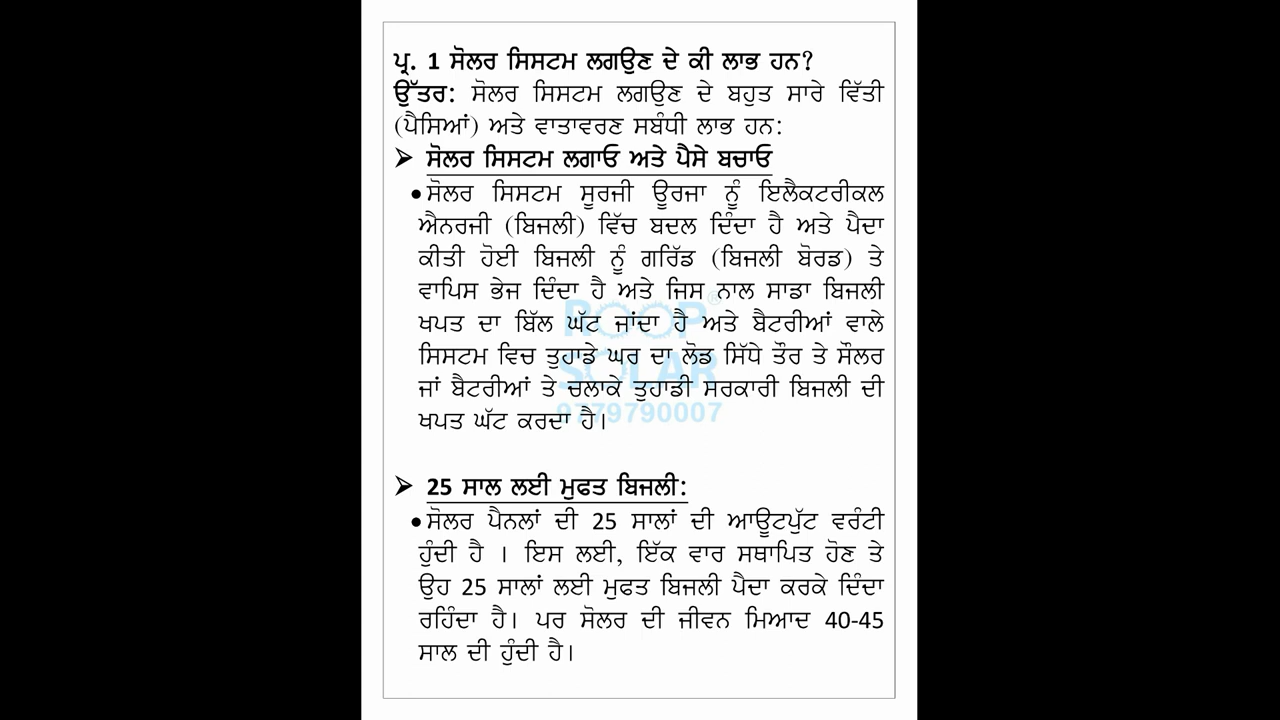 ਪ੍ਰ. 1 ਸੋਲਰ ਸਿਸਟਮ ਲਗਉਣ ਦੇ ਕੀ ਲਾਭ ਹਨ?
ਉੱਤਰ: ਸੋਲਰ ਸਿਸਟਮ ਲਗਉਣ ਦੇ ਬਹੁਤ ਸਾਰੇ ਵਿੱਤੀ
(ਪੈਸਿਆਂ) ਅਤੇ ਵਾਤਾਵਰਣ ਸਬੰਧੀ ਲਾਭ ਹਨ:
➢ ਸੋਲਰ ਸਿਸਟਮ ਲਗਾਓ ਅਤੇ ਪੈਸੇ ਬਚਾਓ
• ਸੋਲਰ ਸਿਸਟਮ ਸੂਰਜੀ ਊਰਜਾ ਨੂੰ ਇਲੈਕਟਰੀਕਲ
ਐਨਰਜੀ (ਬਿਜਲੀ) ਵਿੱਚ ਬਦਲ ਦਿੰਦਾ ਹੈ ਅਤੇ ਪੈਦਾ
ਕੀਤੀ ਹੋਈ ਬਿਜਲੀ ਨੂੰ ਗਰਿੱਡ (ਬਿਜਲੀ ਬੋਰਡ) ਤੇ
ਵਾਪਿਸ ਭੇਜ ਦਿੰਦਾ ਹੈ ਅਤੇ ਜਿਸ ਨਾਲ ਸਾਡਾ ਬਿਜਲੀ
ਖਪਤ ਦਾ ਬਿੱਲ ਘੱਟ ਜਾਂਦਾ ਹੈ ਅਤੇ ਬੈਟਰੀਆਂ ਵਾਲੇ
ਸਿਸਟਮ ਵਿਚ ਤੁਹਾਡੇ ਘਰ ਦਾ ਲੋਡ ਸਿੱਧੇ ਤੌਰ ਤੇ ਸੌਲਰ
ਜਾਂ ਬੈਟਰੀਆਂ ਤੇ ਚਲਾਕੇ ਤੁਹਾਡੀ ਸਰਕਾਰੀ ਬਿਜਲੀ ਦੀ
ਖਪਤ ਘੱਟ ਕਰਦਾ ਹੈ।
ROOP®
SOLAR
9779790007
➢ 25 ਸਾਲ ਲਈ ਮੁਫਤ ਬਿਜਲੀ:
• ਸੋਲਰ ਪੈਨਲਾਂ ਦੀ 25 ਸਾਲਾਂ ਦੀ ਆਊਟਪੁੱਟ ਵਰੰਟੀ
ਹੁੰਦੀ ਹੈ । ਇਸ ਲਈ, ਇੱਕ ਵਾਰ ਸਥਾਪਿਤ ਹੋਣ ਤੇ
ਉਹ 25 ਸਾਲਾਂ ਲਈ ਮੁਫਤ ਬਿਜਲੀ ਪੈਦਾ ਕਰਕੇ ਦਿੰਦਾ
ਰਹਿੰਦਾ ਹੈ। ਪਰ ਸੋਲਰ ਦੀ ਜੀਵਨ ਮਿਆਦ 40-45
ਸਾਲ ਦੀ ਹੁੰਦੀ ਹੈ।